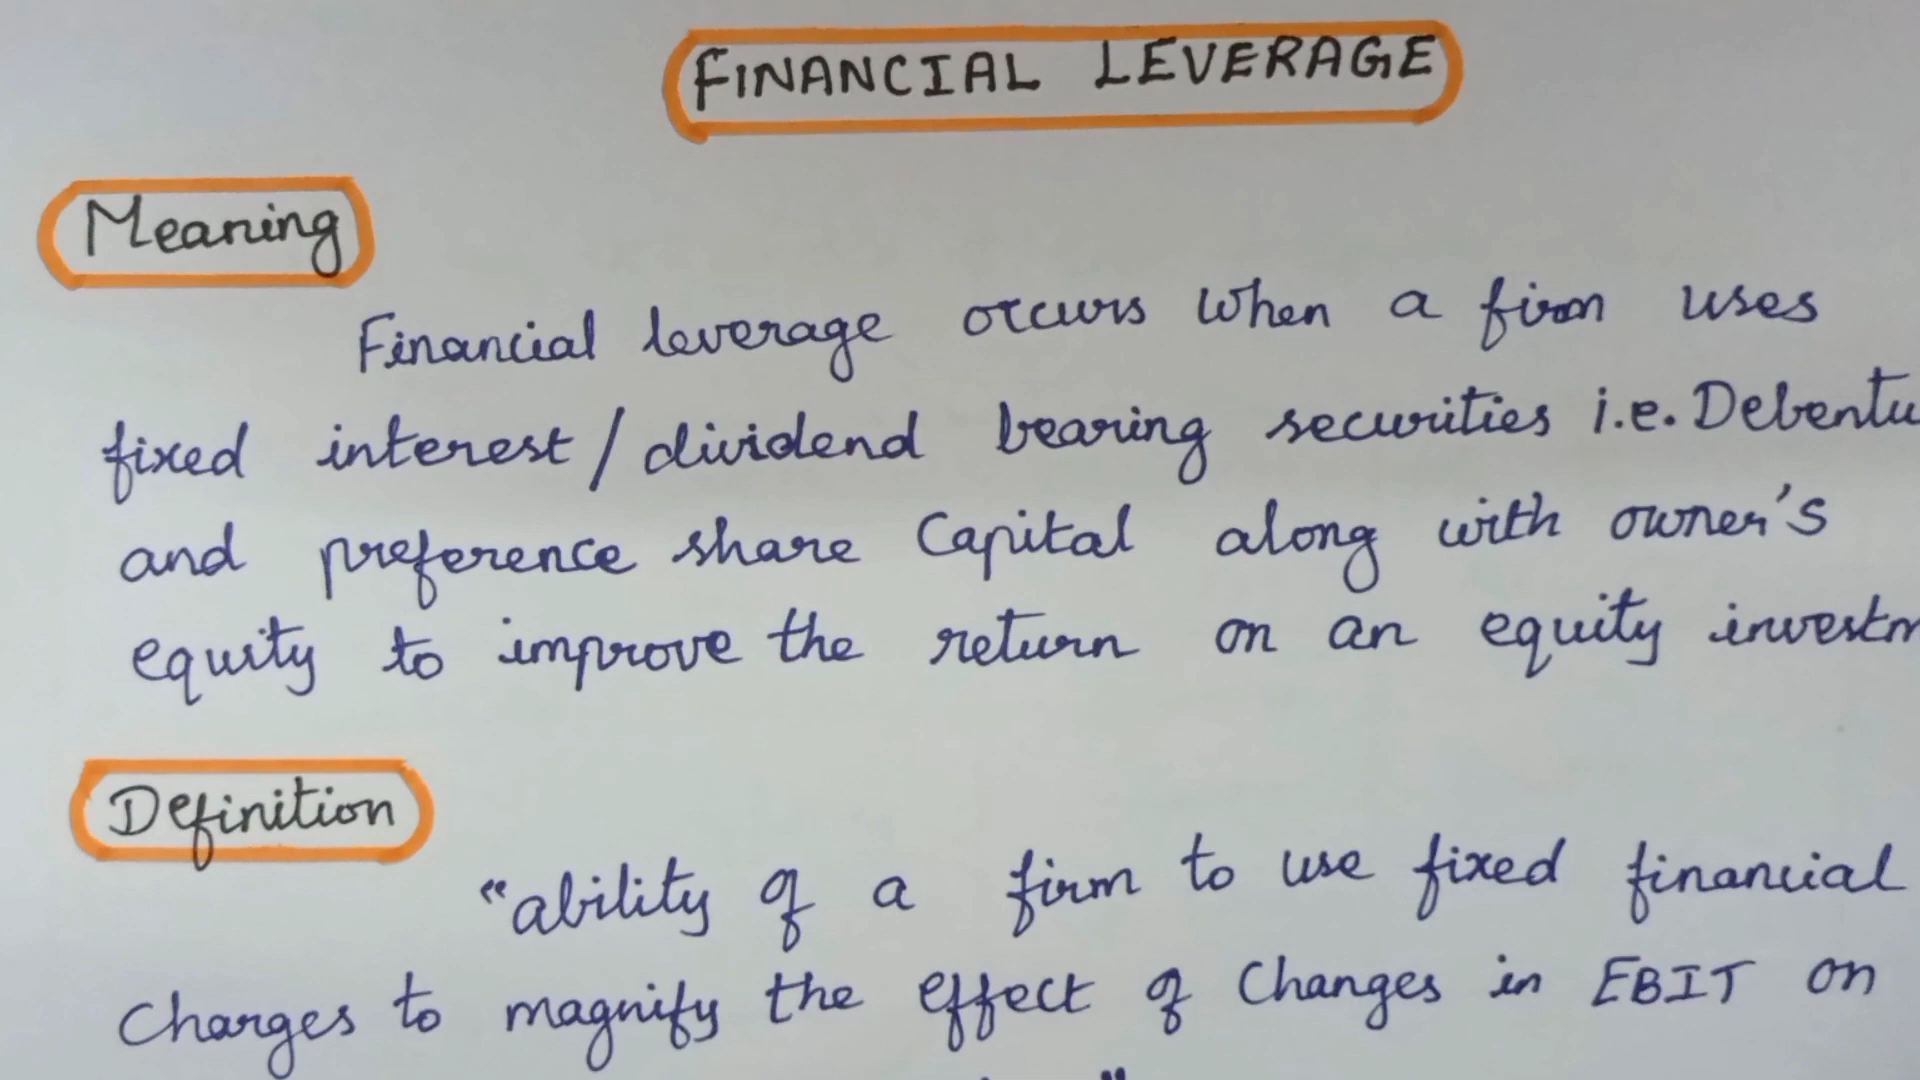 FINANCIAL LEVERAGE
Meaning
Financial leverage occurs when a firm uses
fixed interest/dividend bearing securities i.e. Debentu
and preference share Capital along with owner's
equity to improve the return on an equity investm
Definition
"ability of a firm to use fixed financial
Charges to magnify the effect of Changes in EBIT on